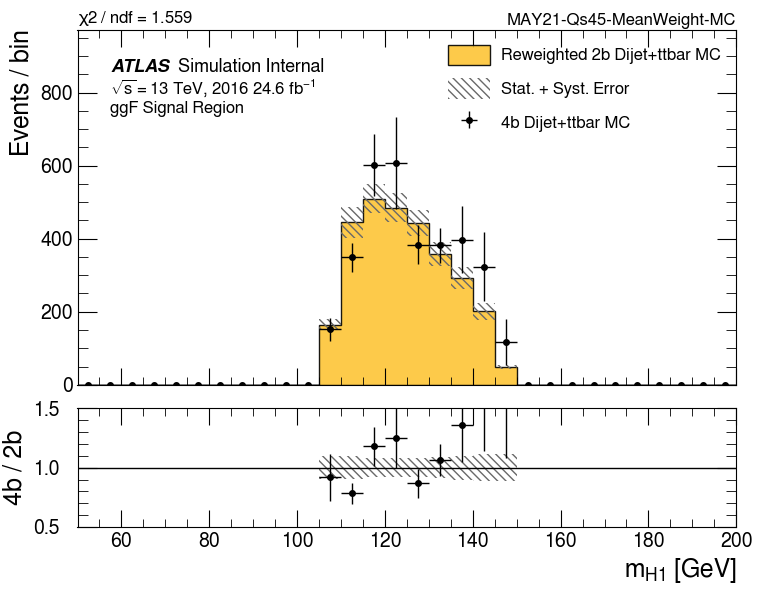 χ2 / ndf = 1.559
MAY21-Qs45-MeanWeight-MC
ATLAS Simulation Internal
√s = 13 TeV, 2016 24.6 fb⁻¹
ggF Signal Region
Reweighted 2b Dijet+ttbar MC
Stat. + Syst. Error
4b Dijet+ttbar MC
Events / bin
800
600
400
200
0
4b / 2b
1.5
1.0
0.5
60 80 100 120 140 160 180 200
mH1 [GeV]